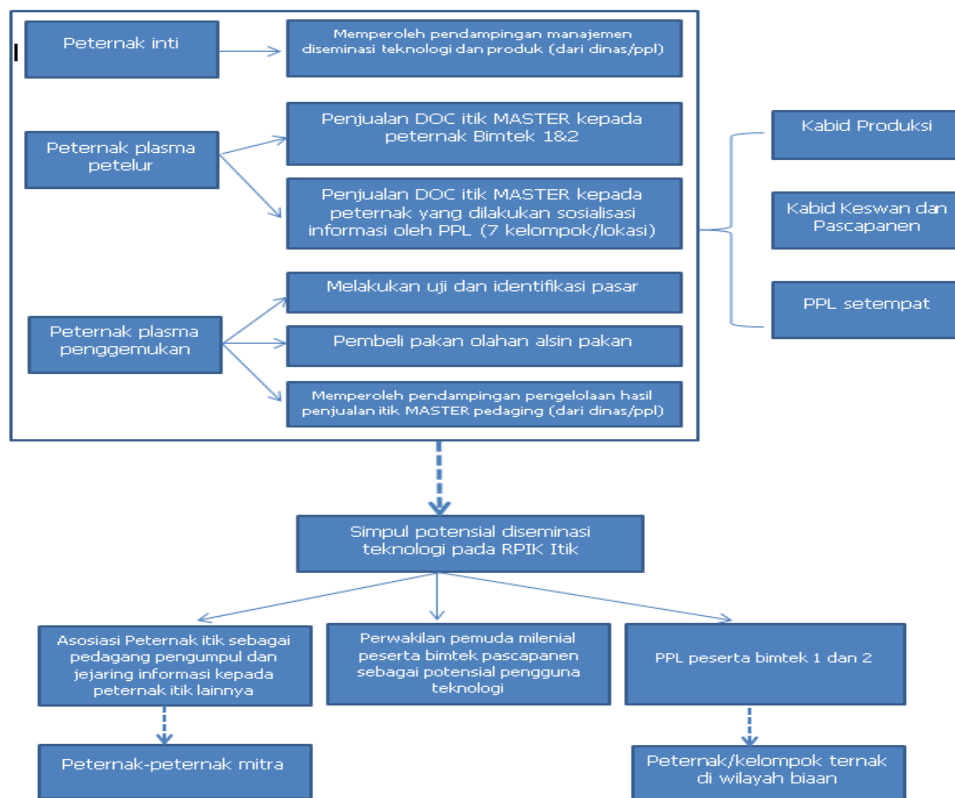 Peternak inti
Memperoleh pendampingan manajemen
diseminasi teknologi dan produk (dari dinas/ppl)
Peternak plasma
petelur
Penjualan DOC itik MASTER kepada
peternak Bimtek 1&2
Penjualan DOC itik MASTER kepada
peternak yang dilakukan sosialisasi
informasi oleh PPL (7 kelompok/lokasi)
Peternak plasma
penggemukan
Melakukan uji dan identifikasi pasar
Pembeli pakan olahan alsin pakan
Memperoleh pendampingan pengelolaan hasil
penjualan itik MASTER pedaging (dari dinas/ppl)
Kabid Produksi
Kabid Keswan dan
Pascapanen
PPL setempat
Simpul potensial diseminasi
teknologi pada RPIK Itik
Asosiasi Peternak itik sebagai
pedagang pengumpul dan
jejaring informasi kepada
peternak itik lainnya
Perwakilan pemuda milenial
peserta bimtek pascapanen
sebagai potensial pengguna
teknologi
PPL peserta bimtek 1 dan 2
Peternak-peternak mitra
Peternak/kelompok ternak
di wilayah biaan